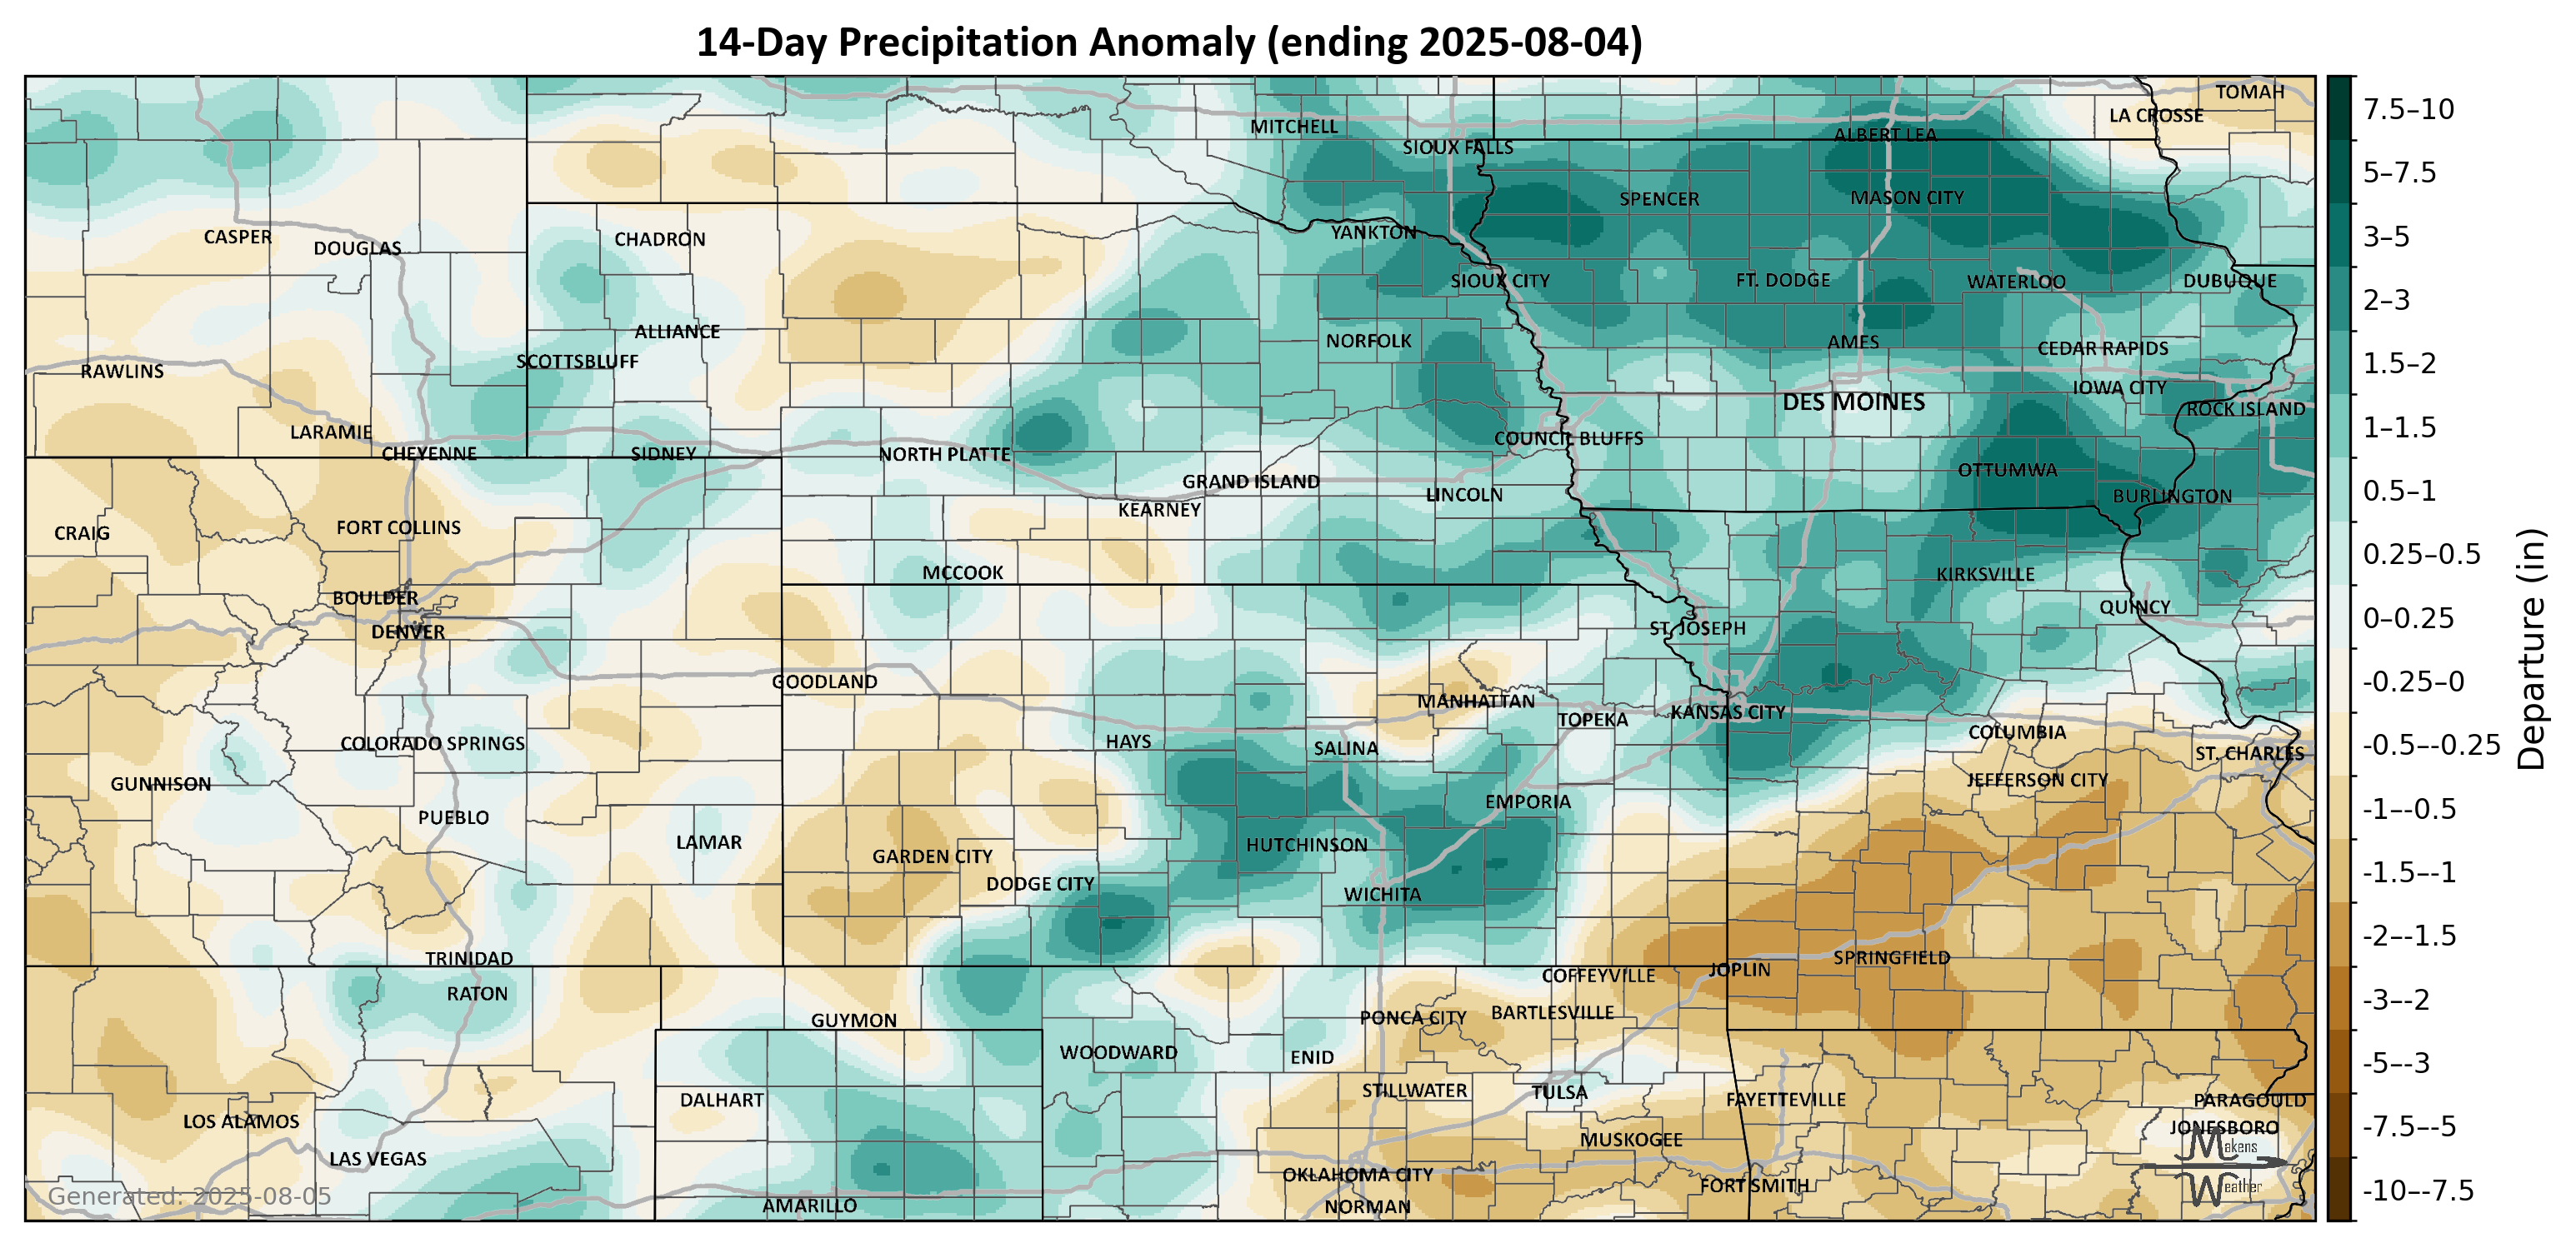 14-Day Precipitation Anomaly (ending 2025-08-04)
TOMAH
LA CROSSE
MITCHELL
ALBERT LEA
SIOUX FALLS
SPENCER
MASON CITY
CASPER
DOUGLAS
CHADRON
YANKTON
SIOUX CITY
FT. DODGE
WATERLOO
DUBUQUE
ALLIANCE
NORFOLK
AMES
CEDAR RAPIDS
SCOTTSBLUFF
RAWLINS
IOWA CITY
DES MOINES
ROCK ISLAND
LARAMIE
COUNCIL BLUFFS
CHEYENNE
SIDNEY
NORTH PLATTE
OTTUMWA
GRAND ISLAND
LINCOLN
BURLINGTON
KEARNEY
CRAIG
FORT COLLINS
MCCOOK
KIRKSVILLE
BOULDER
QUINCY
DENVER
ST. JOSEPH
GOODLAND
MANHATTAN
TOPEKA
KANSAS CITY
COLUMBIA
COLORADO SPRINGS
HAYS
SALINA
ST. CHARLES
GUNNISON
JEFFERSON CITY
PUEBLO
EMPORIA
LAMAR
HUTCHINSON
GARDEN CITY
DODGE CITY
WICHITA
TRINIDAD
SPRINGFIELD
JOPLIN
COFFEYVILLE
RATON
GUYMON
PONCA CITY
BARTLESVILLE
WOODWARD
ENID
STILLWATER
TULSA
DALHART
FAYETTEVILLE
PARAGOULD
LOS ALAMOS
JONESBORO
MUSKOGEE
LAS VEGAS
OKLAHOMA CITY
FORT SMITH
AMARILLO
NORMAN
Generated: 2025-08-05
Makens
Weather
7.5–10
5–7.5
3–5
2–3
1.5–2
1–1.5
0.5–1
0.25–0.5
0–0.25
-0.25–0
-0.5–-0.25
-1–-0.5
-1.5–-1
-2–-1.5
-3–-2
-5–-3
-7.5–-5
-10–-7.5
Departure (in)